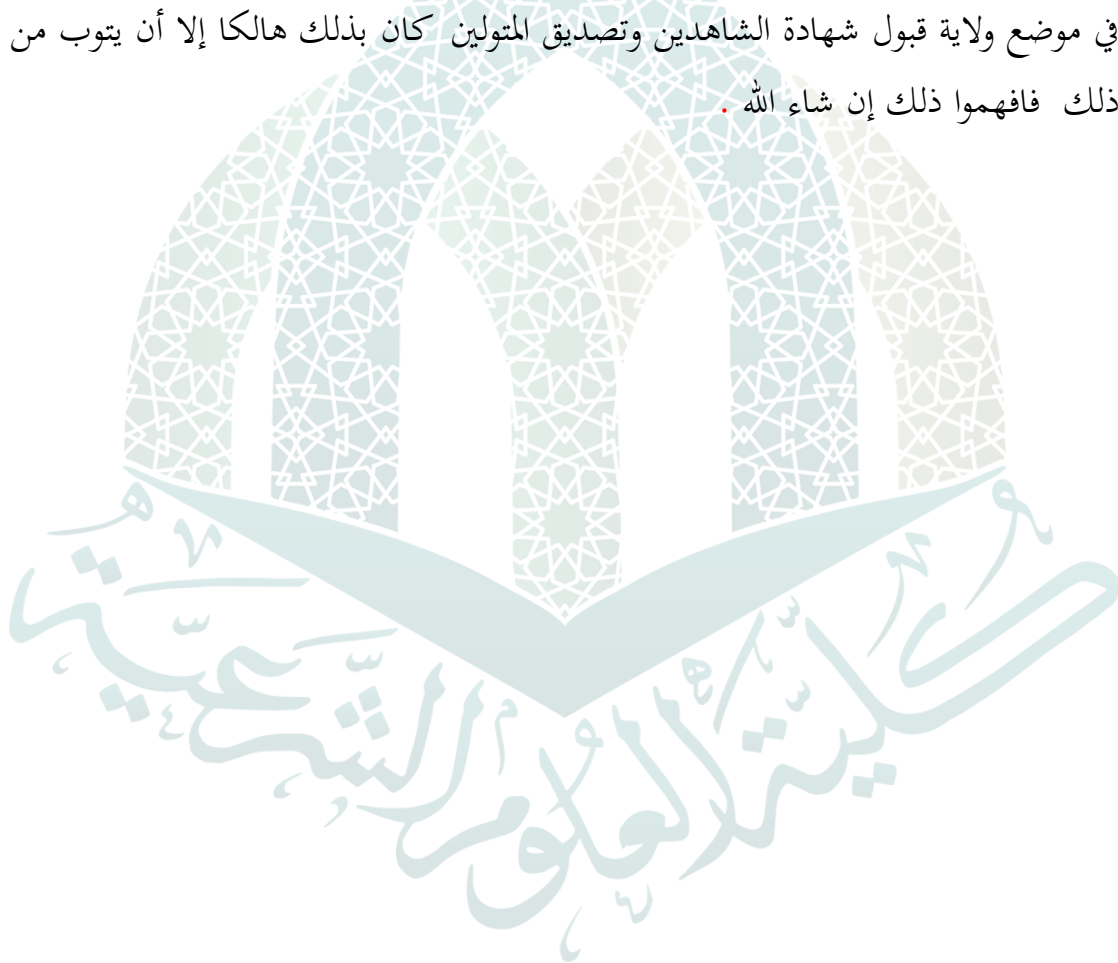 في موضع ولاية قبول شهادة الشاهدين وتصديق المتولين كان بذلك هالكا إلا أن يتوب من
ذلك فافهموا ذلك إن شاء الله .
كلية العلوم الشرعية